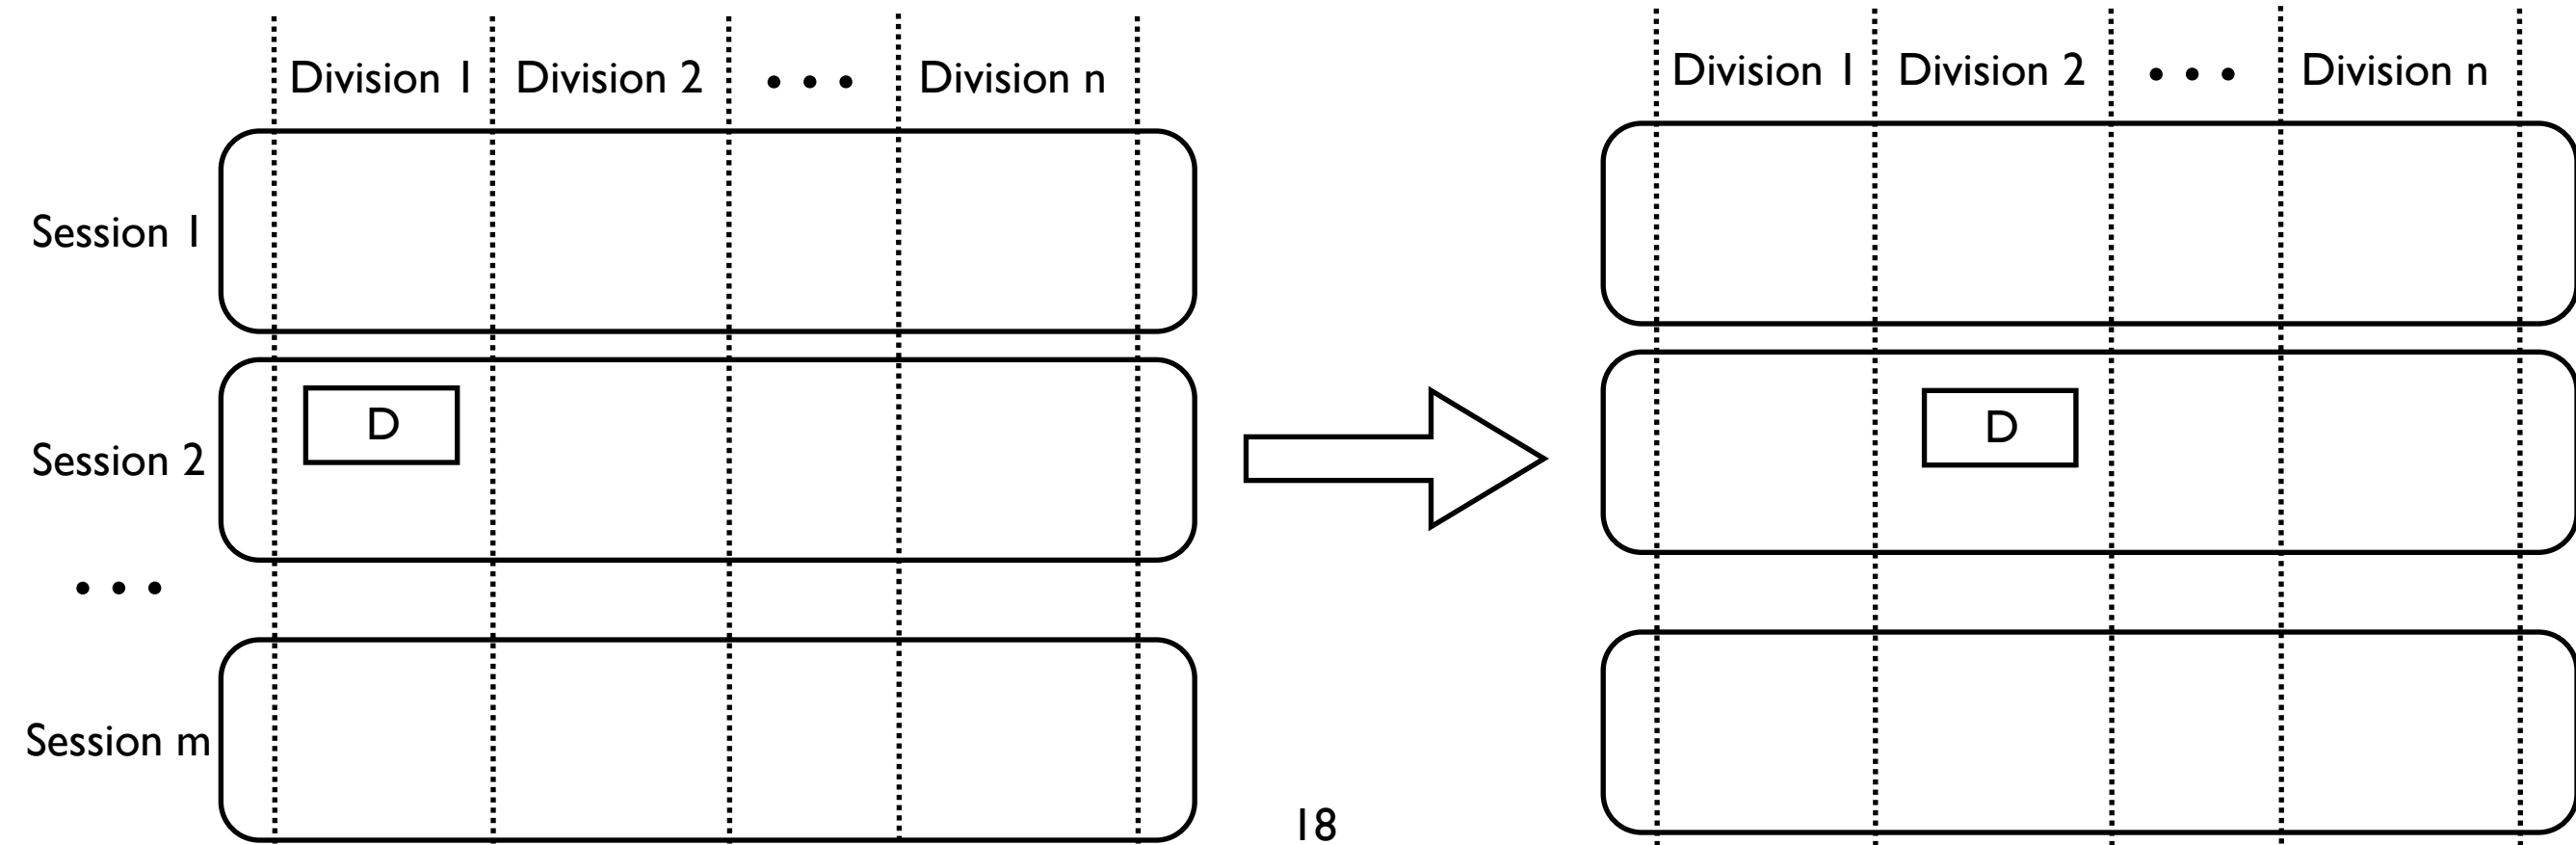 Division 1 Division 2 • • • Division n
Division 1 Division 2 • • • Division n
Session 1
Session 2
D
D
• • •
Session m
18